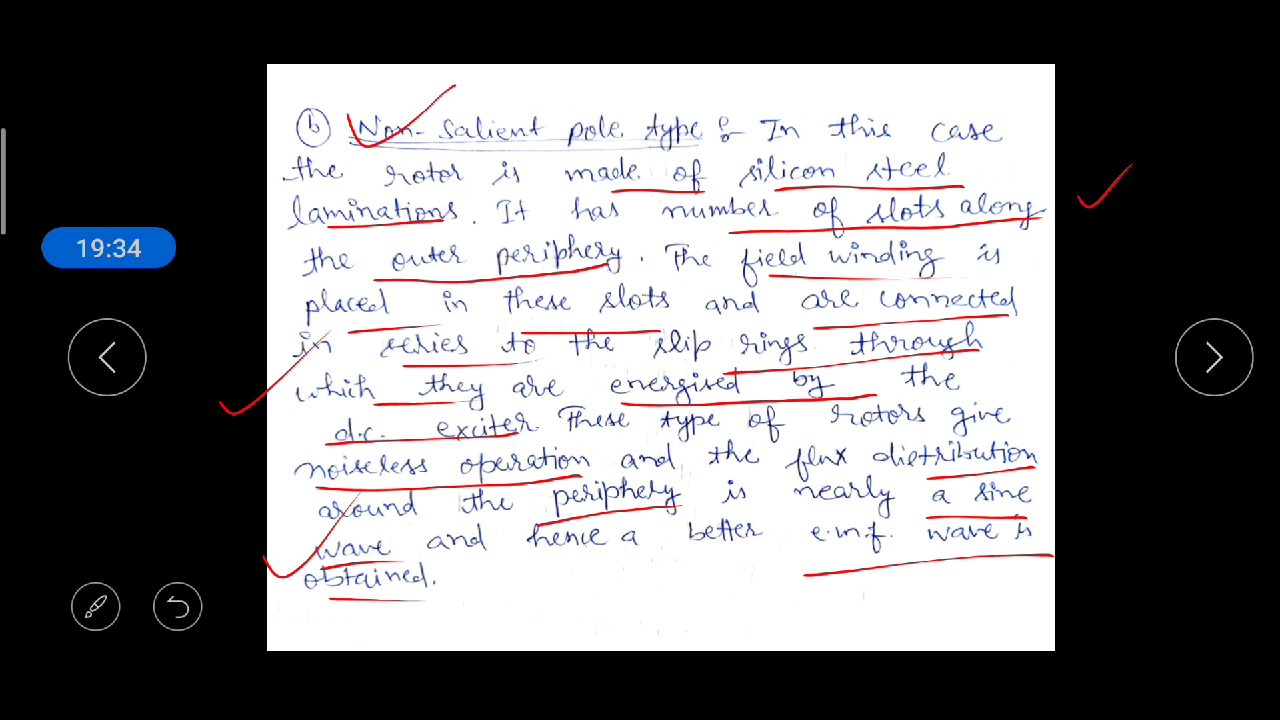 19:34
(b) Non-Salient pole type :- In this case
the rotor is made of silicon steel
laminations. It has number of slots along
the outer periphery. The field winding is
placed in these slots and are connected
in series to the slip rings through
which they are energised by the
d.c. exciter. These type of rotors give
noiseless operation and the flux distribution
around the periphery is nearly a sine
wave and hence a better e.m.f. wave is
obtained.